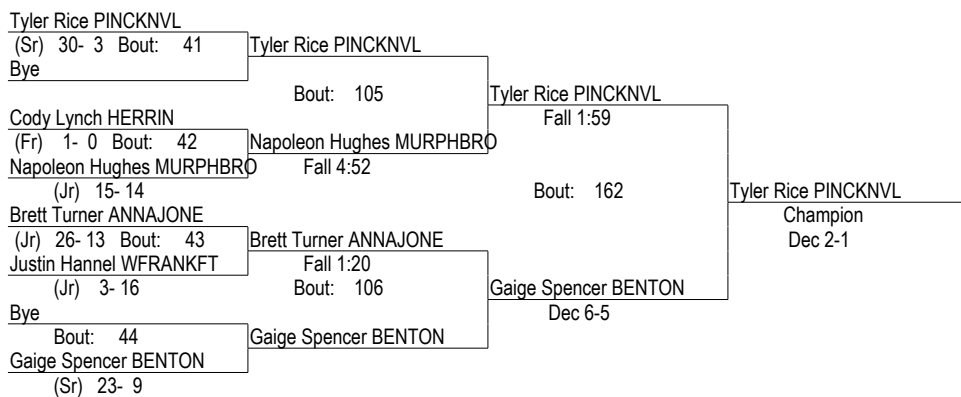 Tyler Rice PINCKNVL
(Sr) 30- 3 Bout: 41
Tyler Rice PINCKNVL
Bye
Bout: 105
Tyler Rice PINCKNVL
Cody Lynch HERRIN
Fall 1:59
(Fr) 1- 0 Bout: 42
Napoleon Hughes MURPHBRO
Napoleon Hughes MURPHBRO
Fall 4:52
(Jr) 15- 14
Bout: 162
Tyler Rice PINCKNVL
Brett Turner ANNAJONE
Champion
(Jr) 26- 13 Bout: 43
Brett Turner ANNAJONE
Dec 2-1
Justin Hannel WFRANKFT
Fall 1:20
(Jr) 3- 16
Bout: 106
Gaige Spencer BENTON
Bye
Dec 6-5
Bout: 44
Gaige Spencer BENTON
Gaige Spencer BENTON
(Sr) 23- 9